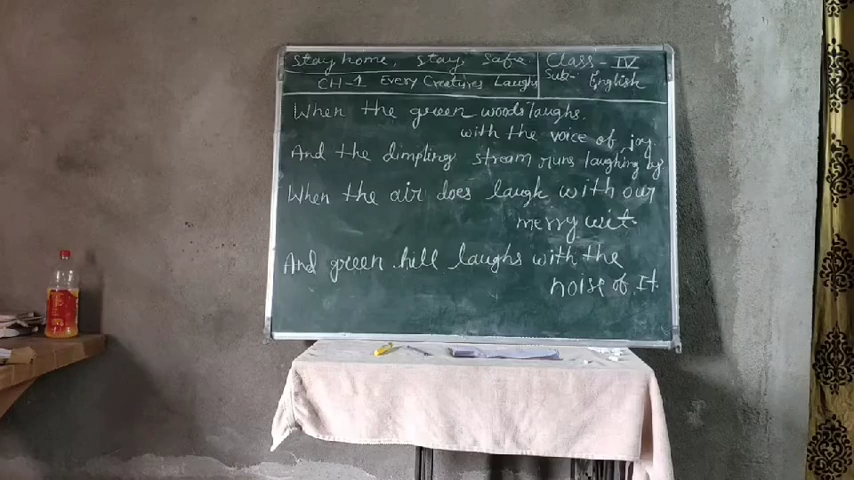 Stay home, stay Safe
Class - IV
CH-1 Every Creatures Laughs
Sub- English
When the green woods laughs.
with the voice of joy
And the dimpling stream runs laughing by
When the air does laugh with our
merry wit
And green hill laughs with the
noise of It.